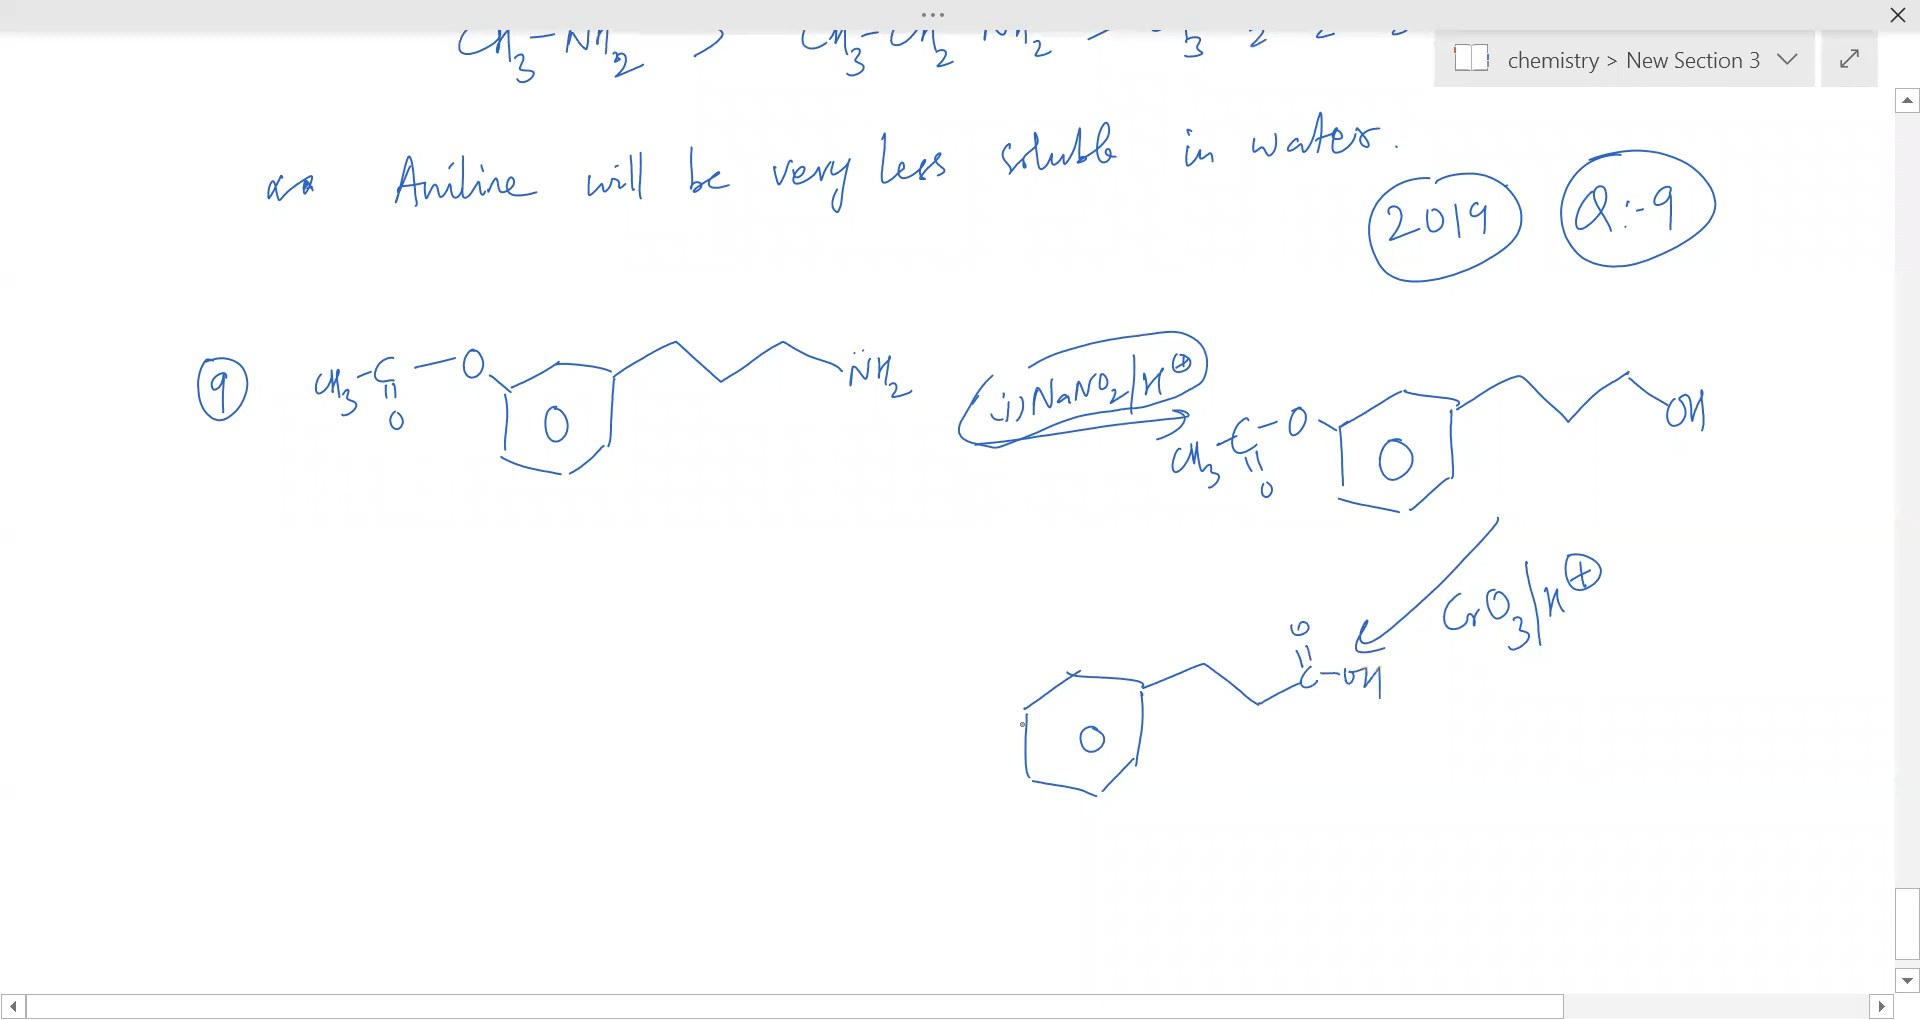 CH3-NH2 > CH3-CH2 NH2 >
chemistry > New Section 3
Aniline will be very less soluble in water.
2019 Q:-9
9 CH3-C-O NH2 i) NaNO2/H⊕
O
CH3-C-O OH
O
CrO3/H⊕
O
C-OH